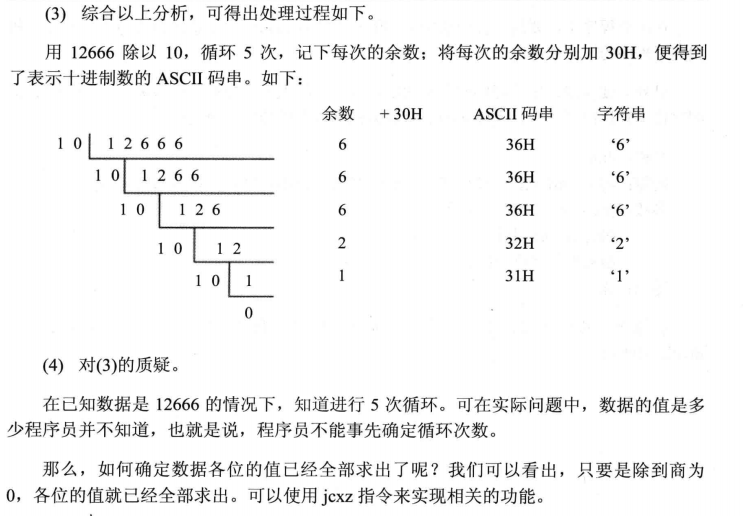 (3) 综合以上分析，可得出处理过程如下。
用 12666 除以 10，循环 5 次，记下每次的余数；将每次的余数分别加 30H，便得到
了表示十进制数的 ASCII 码串。如下：
余数 + 30H ASCII 码串 字符串
10 12666 6 36H ‘6’
10 1266 6 36H ‘6’
10 126 6 36H ‘6’
10 12 2 32H ‘2’
10 1 1 31H ‘1’
0
(4) 对(3)的质疑。
在已知数据是 12666 的情况下，知道进行 5 次循环。可在实际问题中，数据的值是多
少程序员并不知道，也就是说，程序员不能事先确定循环次数。
那么，如何确定数据各位的值已经全部求出了呢？我们可以看出，只要是除到商为
0，各位的值就已经全部求出。可以使用 jcxz 指令来实现相关的功能。